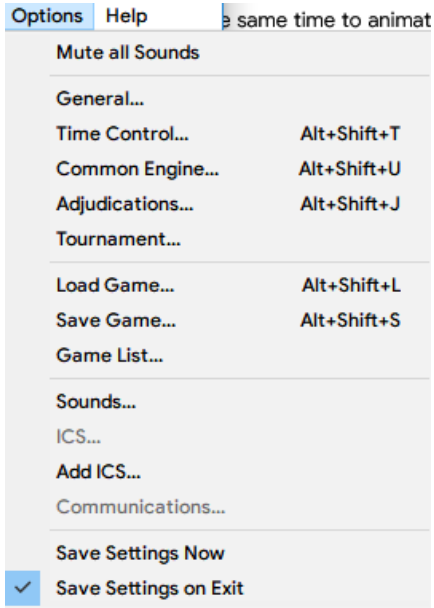 Options Help same time to animat
Mute all Sounds
General...
Time Control... Alt+Shift+T
Common Engine... Alt+Shift+U
Adjudications... Alt+Shift+J
Tournament...
Load Game... Alt+Shift+L
Save Game... Alt+Shift+S
Game List...
Sounds...
ICS...
Add ICS...
Communications...
Save Settings Now
Save Settings on Exit